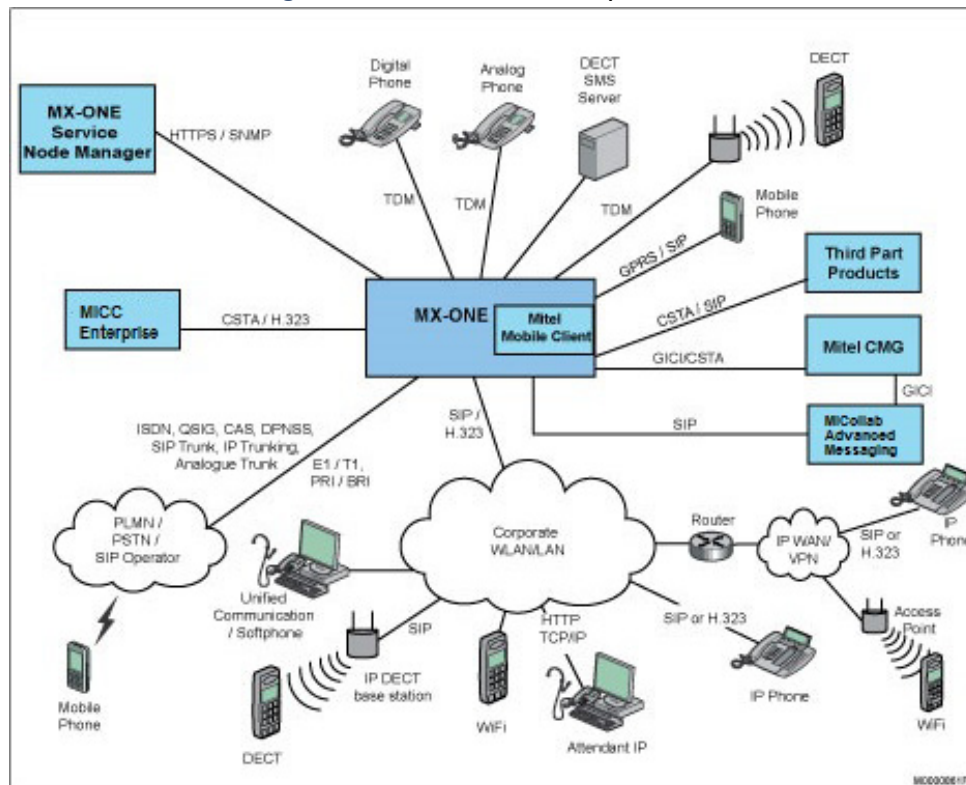 Digital
Phone
Analog
Phone
DECT
SMS
Server
DECT
MX-ONE
Service
Node Manager
HTTPS / SNMP
TDM
TDM
TDM
Mobile
Phone
GPRS / SIP
Third Part
Products
MICC
Enterprise
CSTA / H.323
MX-ONE
Mitel
Mobile Client
CSTA / SIP
GICI/CSTA
Mitel CMG
GICI
SIP
MiCollab
Advanced
Messaging
ISDN, QSIG, CAS, DPNSS,
SIP Trunk, IP Trunking,
Analogue Trunk
E1 / T1,
PRI / BRI
SIP /
H.323
PLMN /
PSTN /
SIP Operator
Corporate
WLAN/LAN
Router
IP WAN/
VPN
SIP or
H.323
IP
Phone
Unified
Communication
/ Softphone
SIP
HTTP
TCP/IP
SIP or H.323
Access
Point
IP DECT
base station
Mobile
Phone
DECT
WiFi
Attendant IP
IP Phone
WiFi